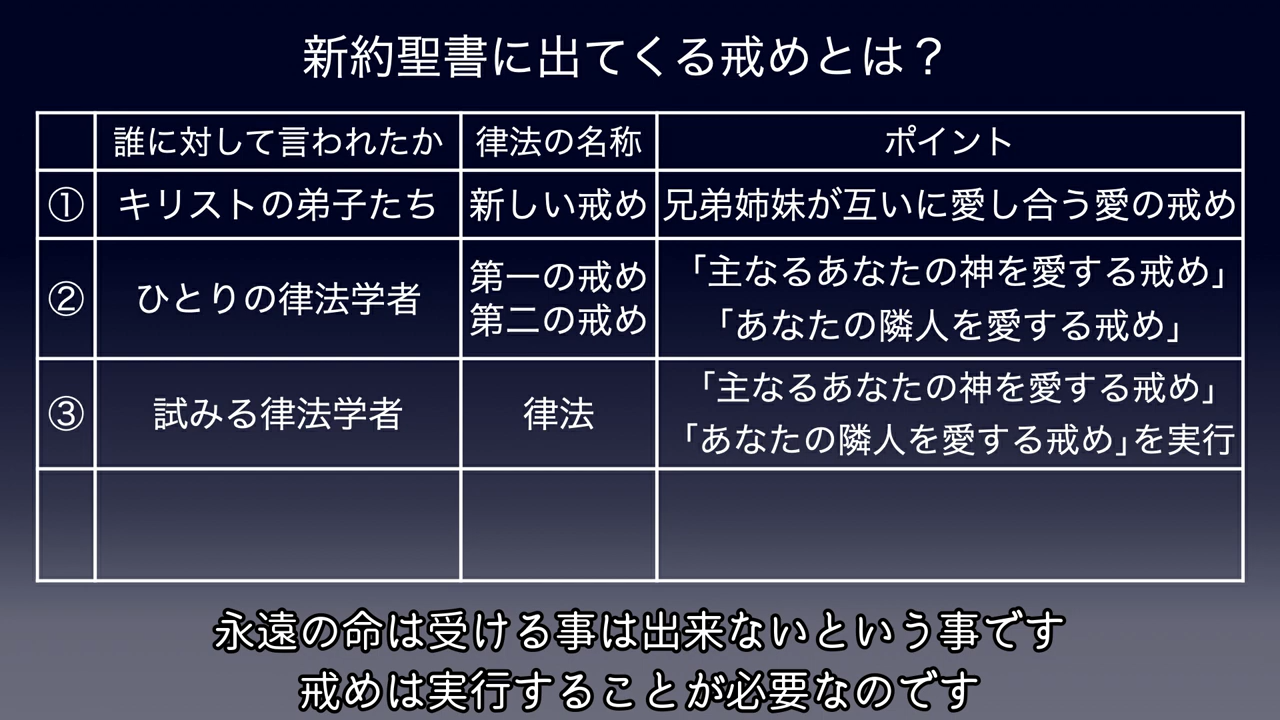 新約聖書に出てくる戒めとは？
誰に対して言われたか 律法の名称 ポイント
① キリストの弟子たち 新しい戒め 兄弟姉妹が互いに愛し合う愛の戒め
② ひとりの律法学者 第一の戒め 「主なるあなたの神を愛する戒め」
第二の戒め 「あなたの隣人を愛する戒め」
③ 試みる律法学者 律法 「主なるあなたの神を愛する戒め」
「あなたの隣人を愛する戒め」を実行
永遠の命は受ける事は出来ないという事です
戒めは実行することが必要なのです